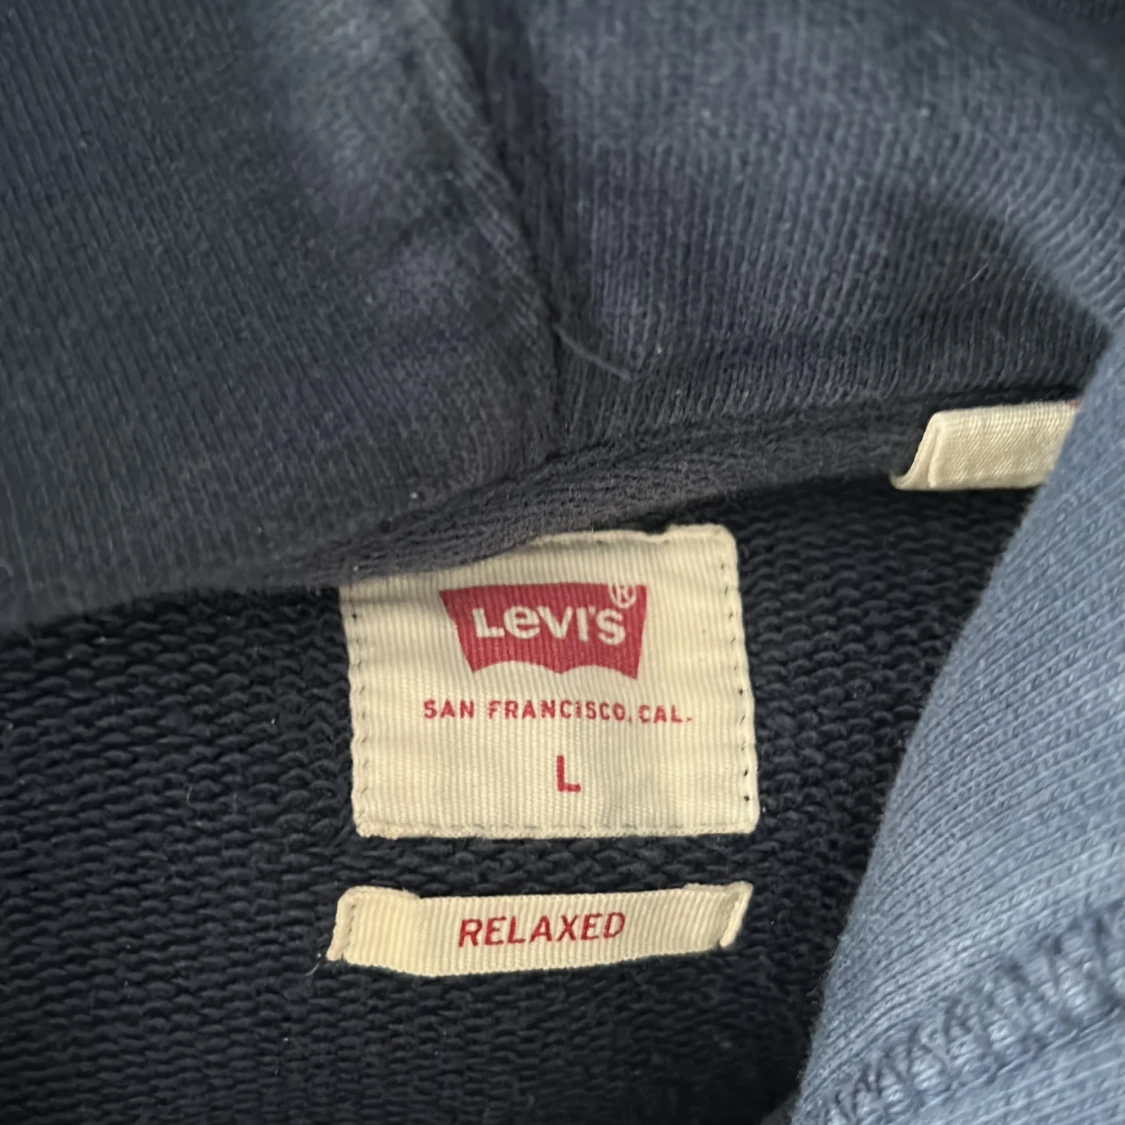 Levi's®
SAN FRANCISCO, CAL.
L
RELAXED